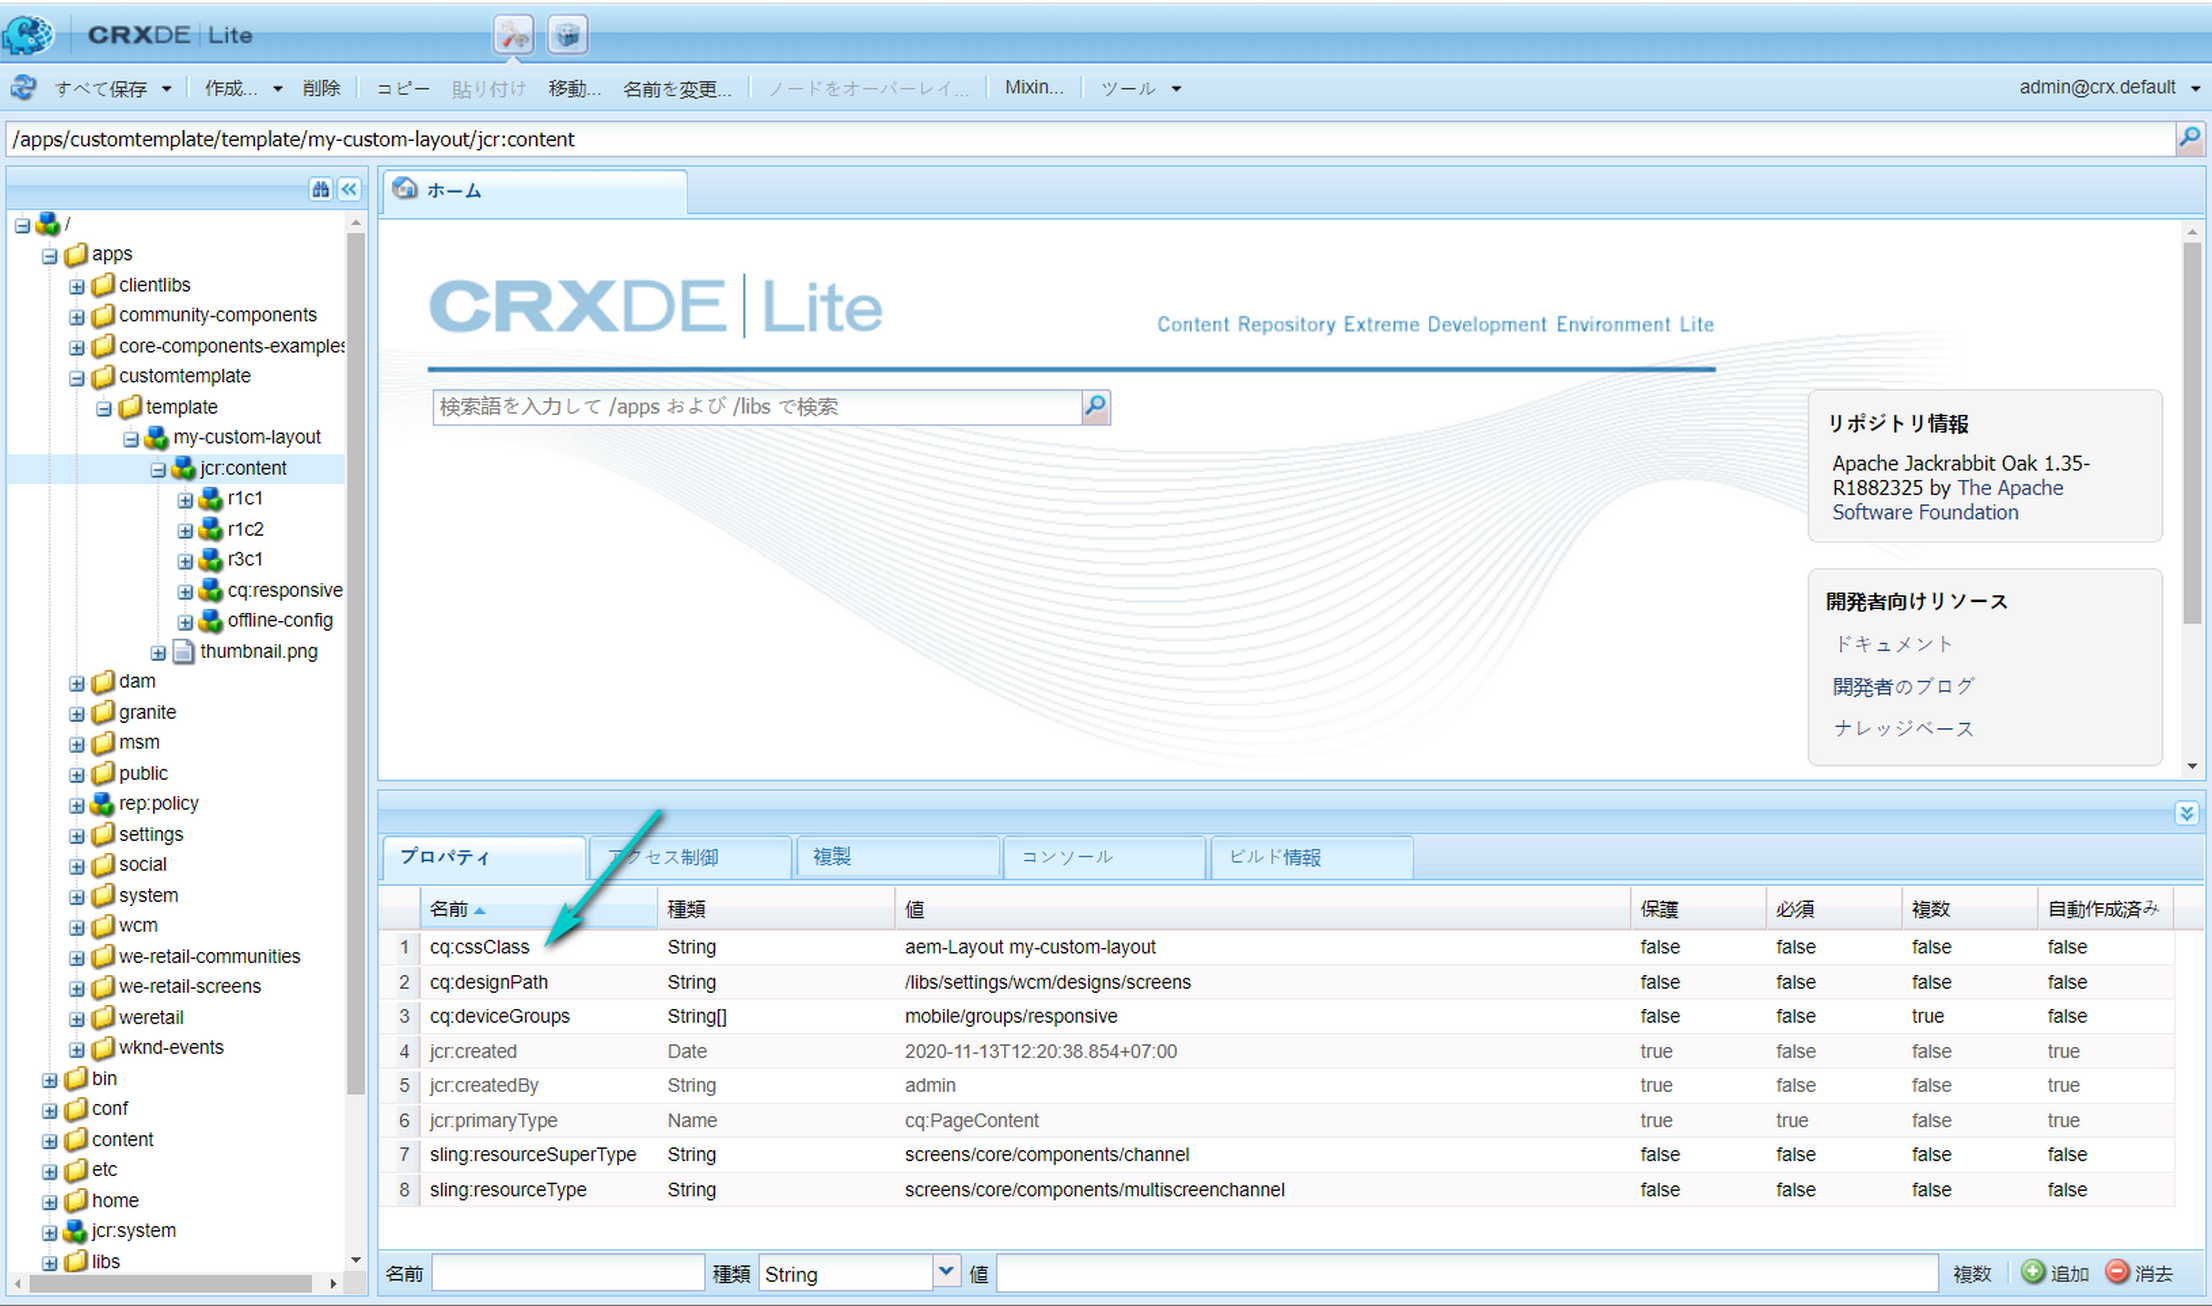 CRXDE | Lite
すべて保存 作成... 削除 コピー 貼り付け 移動... 名前を変更... ノードをオーバーレイ... Mixin... ツール admin@crx.default
/apps/customtemplate/template/my-custom-layout/jcr:content
/
apps
clientlibs
community-components
core-components-examples
customtemplate
template
my-custom-layout
jcr:content
r1c1
r1c2
r3c1
cq:responsive
offline-config
thumbnail.png
dam
granite
msm
public
rep:policy
settings
social
system
wcm
we-retail-communities
we-retail-screens
weretail
wknd-events
bin
conf
content
etc
home
jcr:system
libs
ホーム
CRXDE | Lite
Content Repository Extreme Development Environment Lite
検索語を入力して /apps および /libs で検索
リポジトリ情報
Apache Jackrabbit Oak 1.35-
R1882325 by The Apache
Software Foundation
開発者向けリソース
ドキュメント
開発者のブログ
ナレッジベース
プロパティ アクセス制御 複製 コンソール ビルド情報
名前 種類 値 保護 必須 複数 自動作成済み
1 cq:cssClass String aem-Layout my-custom-layout false false false false
2 cq:designPath String /libs/settings/wcm/designs/screens false false false false
3 cq:deviceGroups String[] mobile/groups/responsive false false true false
4 jcr:created Date 2020-11-13T12:20:38.854+07:00 true false false true
5 jcr:createdBy String admin true false false true
6 jcr:primaryType Name cq:PageContent true true false true
7 sling:resourceSuperType String screens/core/components/channel false false false false
8 sling:resourceType String screens/core/components/multiscreenchannel false false false false
名前 種類 String 値 複数 追加 消去